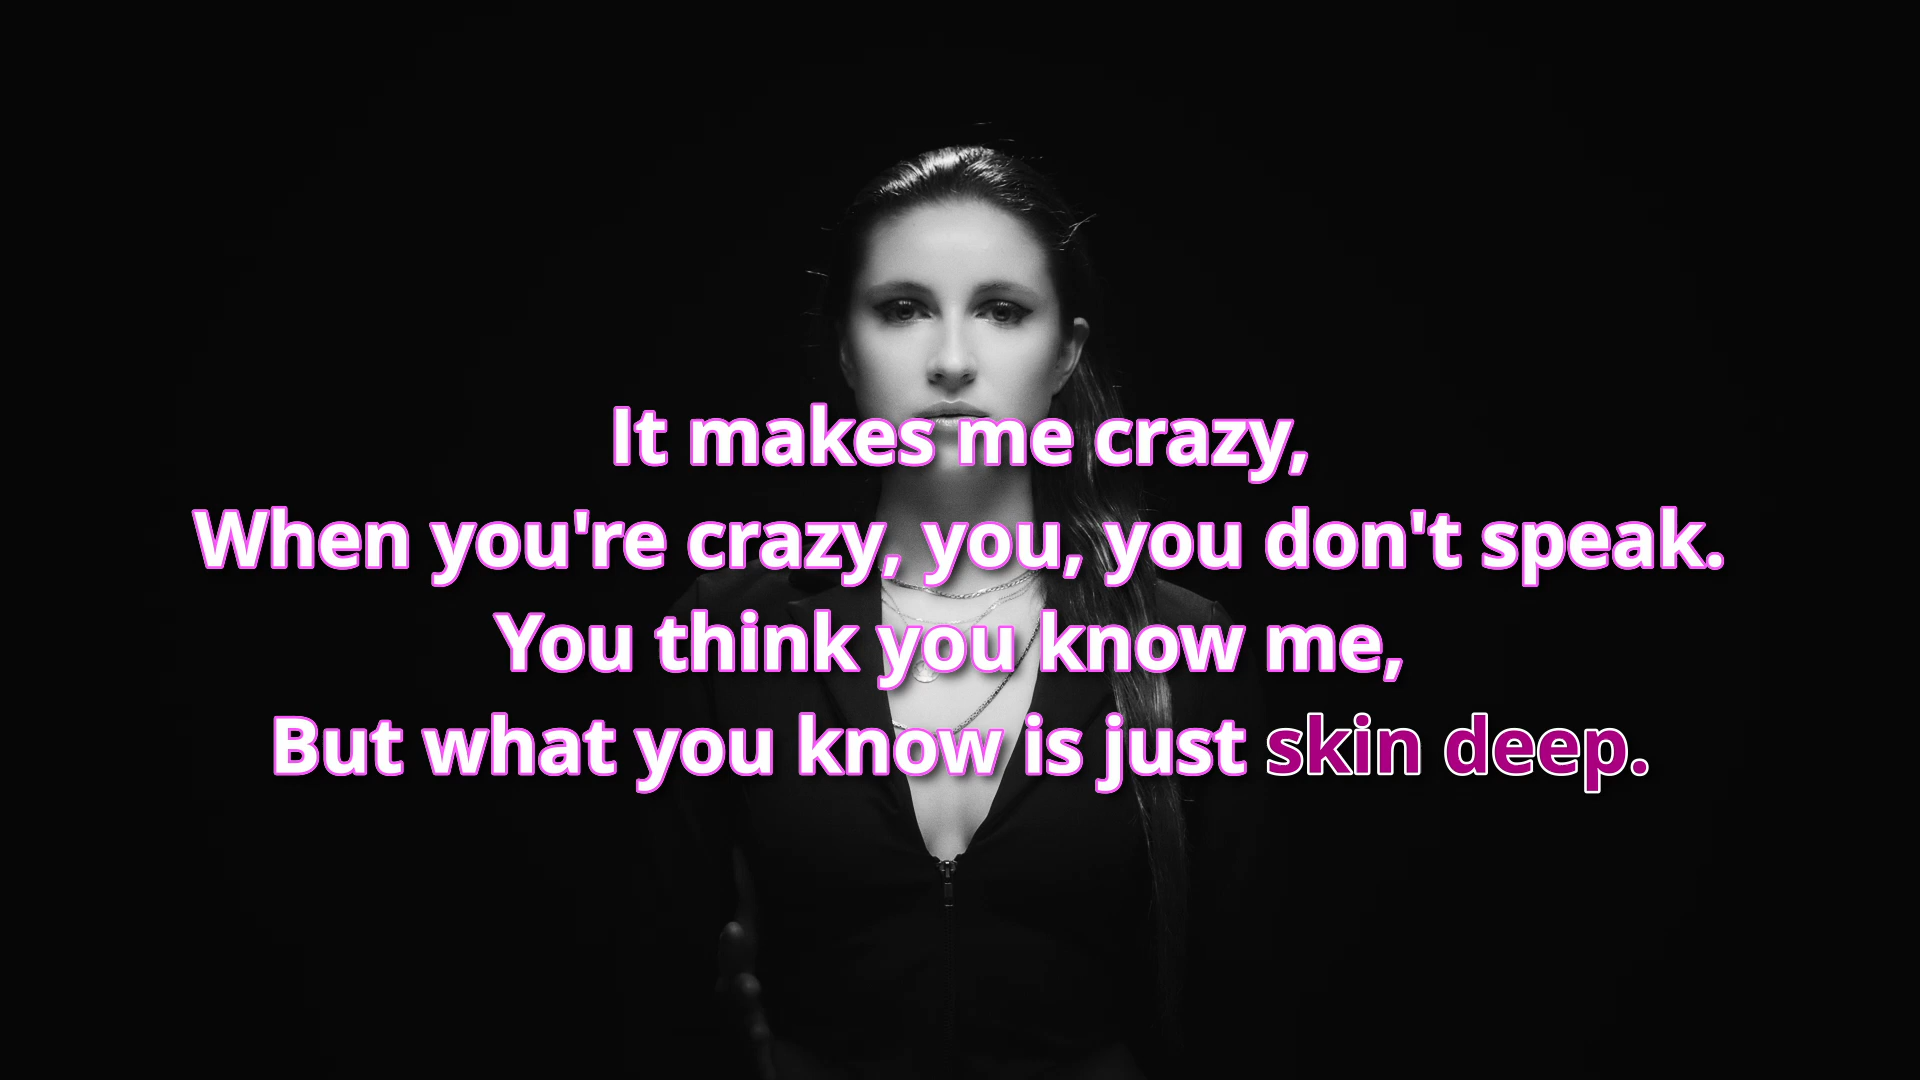 It makes me crazy,
When you're crazy, you, you don't speak.
You think you know me,
But what you know is just skin deep.